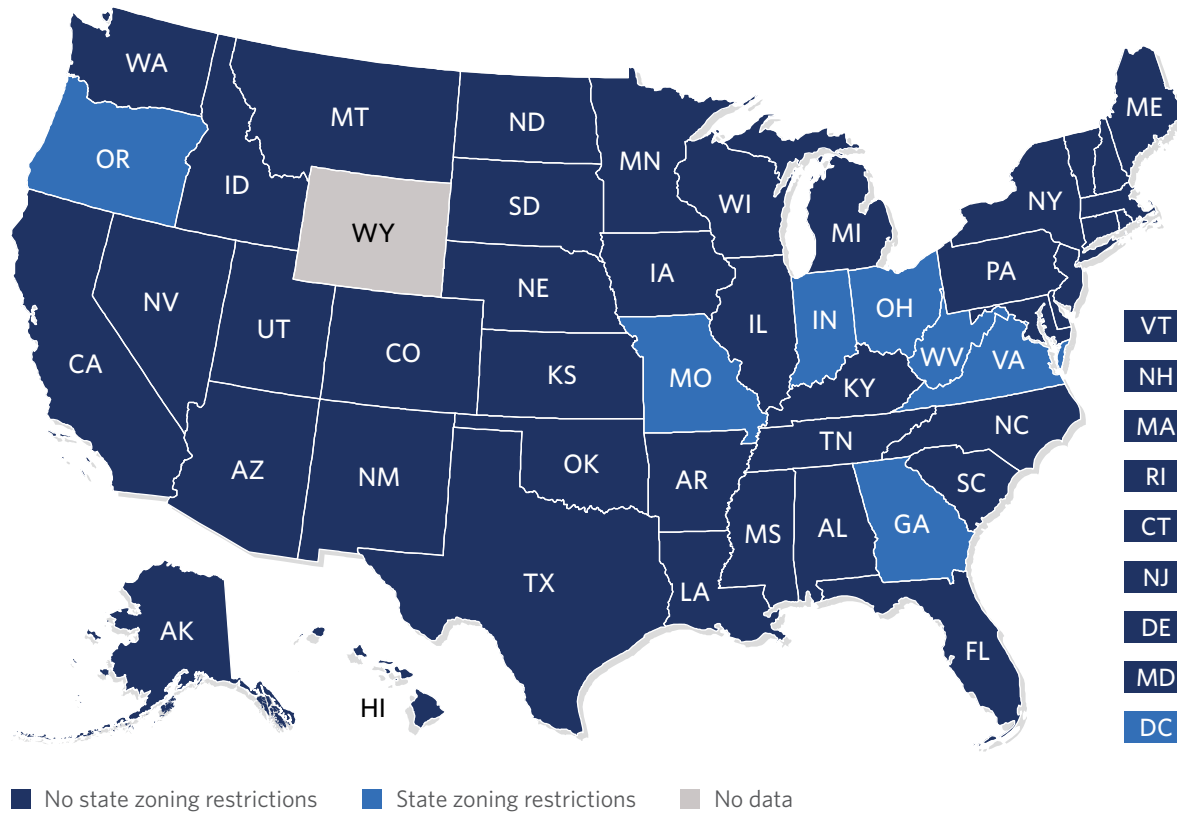 WA
MT
ND
MN
ME
OR
ID
SD
WI
NY
WY
MI
IA
PA
NE
NV
UT
IL
IN
OH
CO
WV
VA
CA
KS
MO
KY
VT
NH
NC
TN
MA
AZ
NM
OK
AR
SC
RI
MS
AL
GA
CT
TX
LA
NJ
AK
DE
FL
MD
HI
DC
No state zoning restrictions State zoning restrictions No data